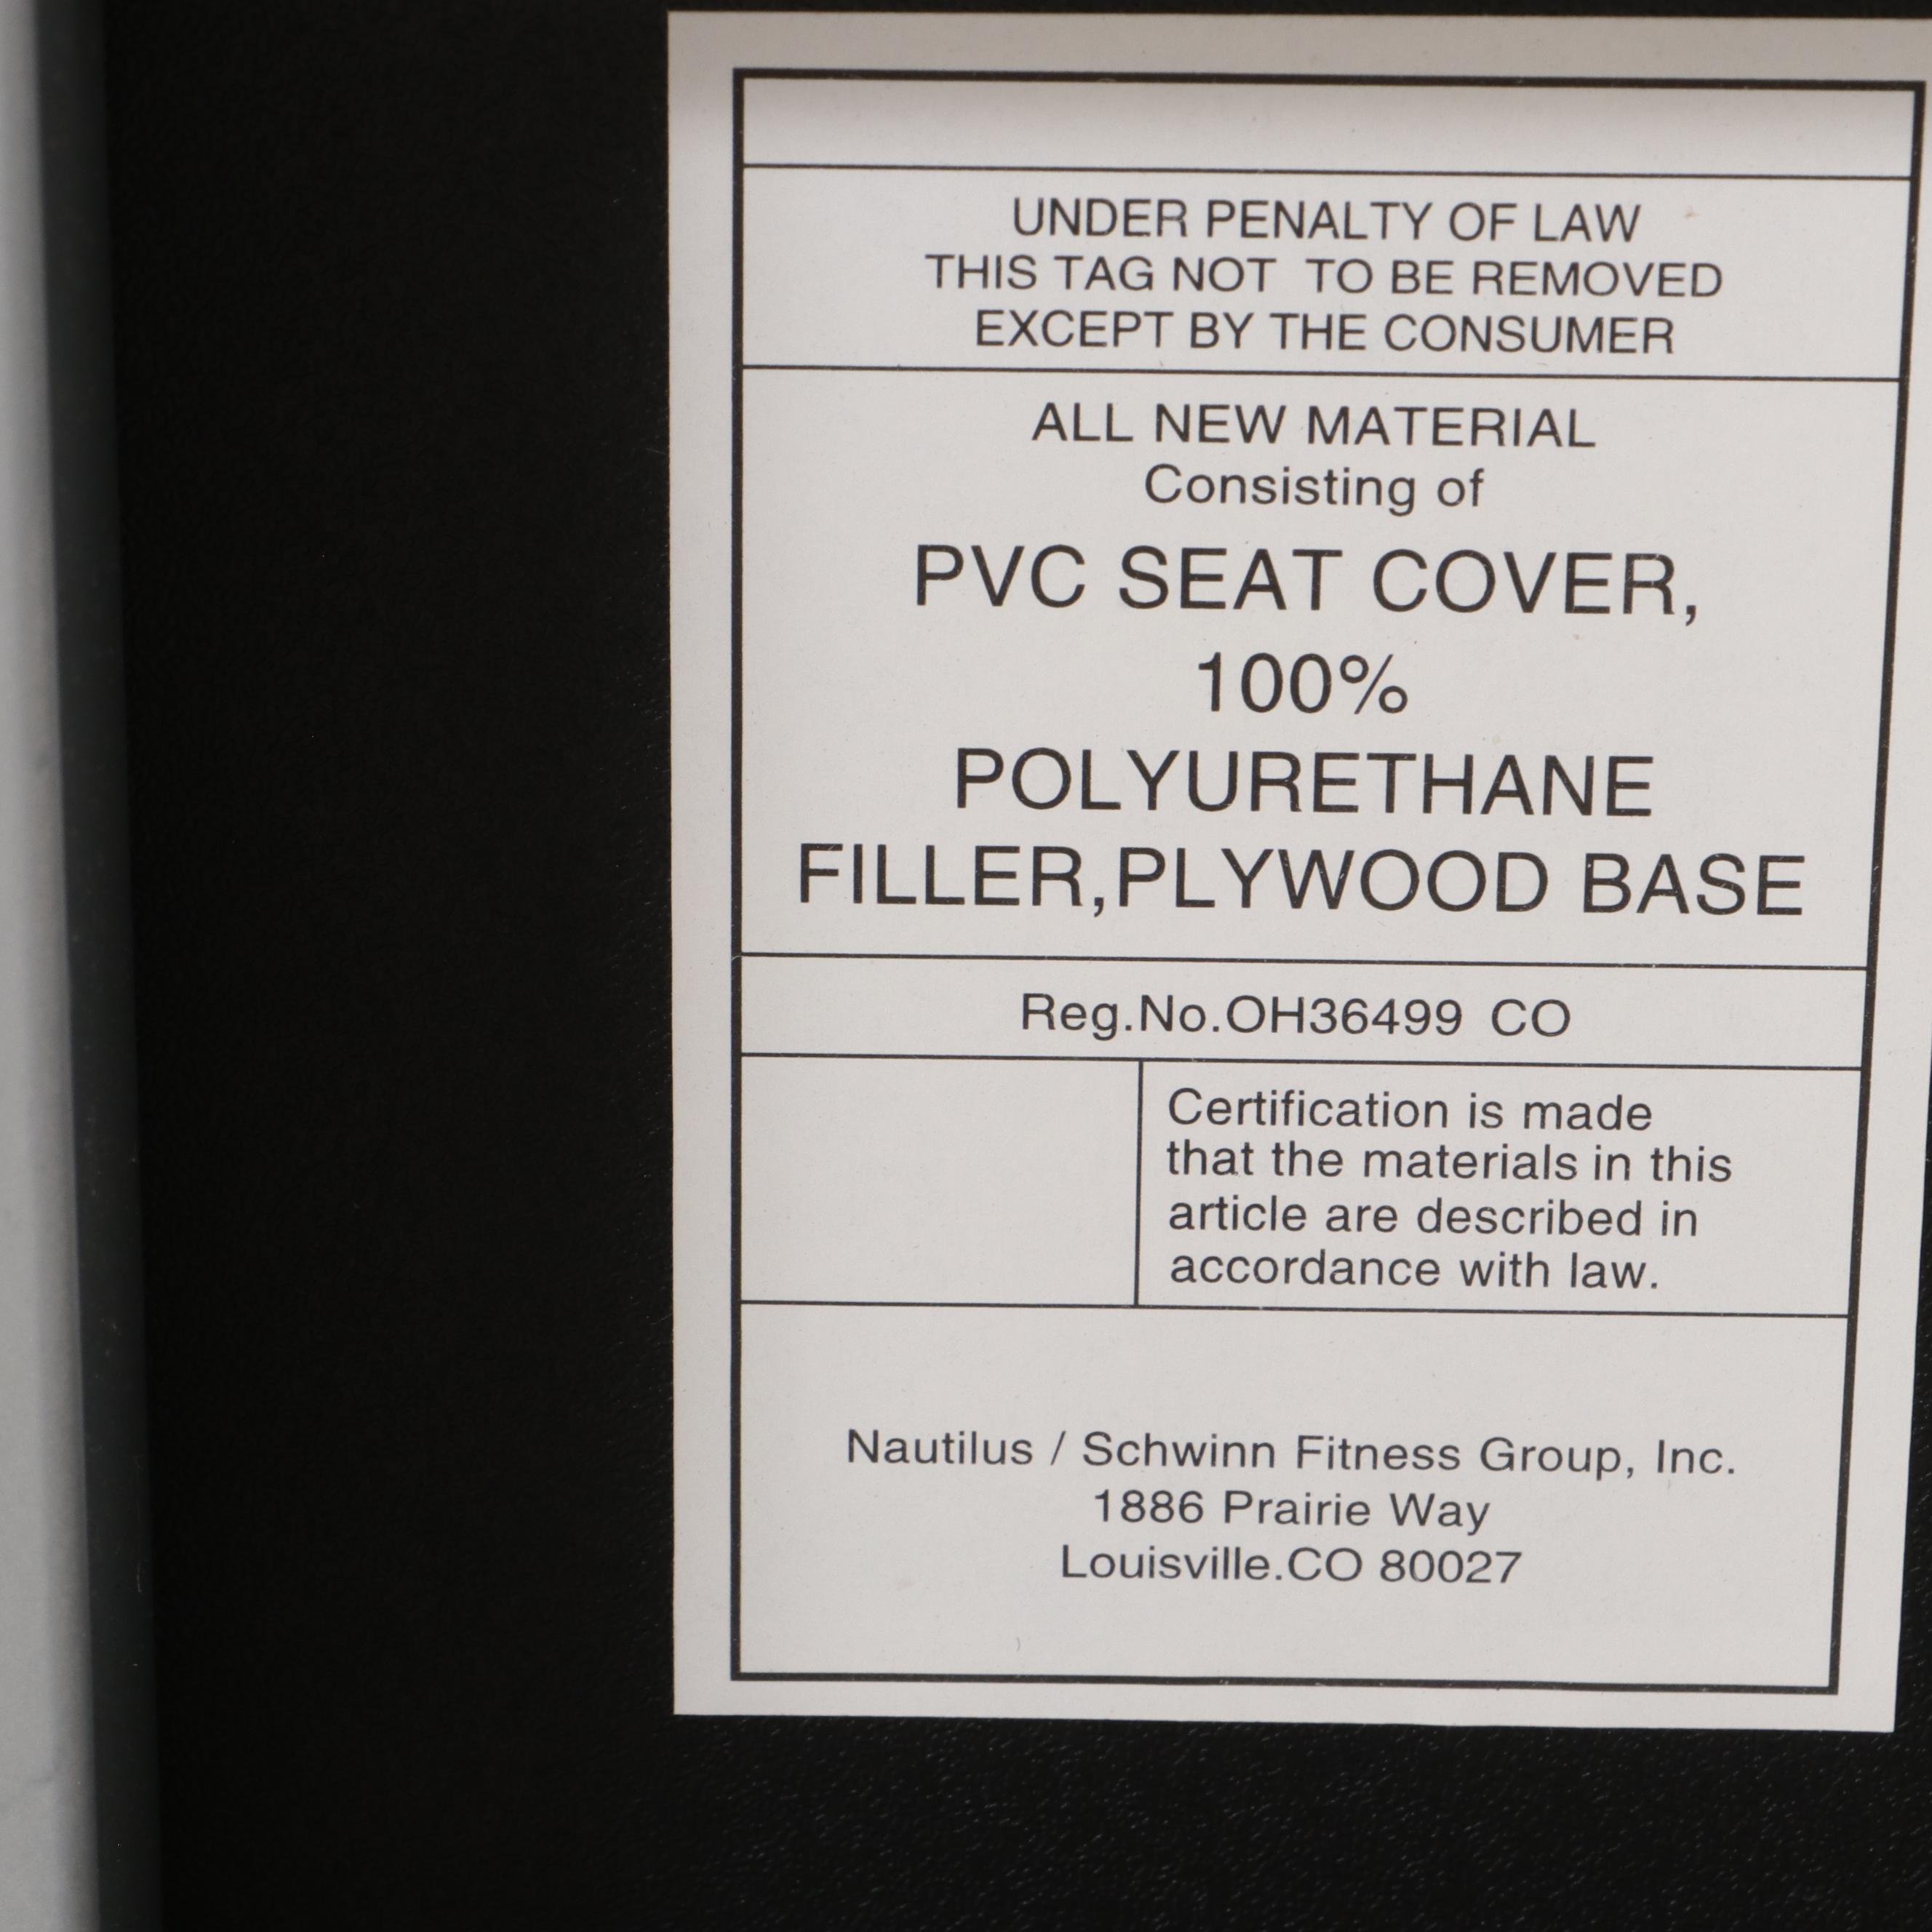 UNDER PENALTY OF LAW
THIS TAG NOT TO BE REMOVED
EXCEPT BY THE CONSUMER
ALL NEW MATERIAL
Consisting of
PVC SEAT COVER,
100%
POLYURETHANE
FILLER,PLYWOOD BASE
Reg.No.OH36499 CO
Certification is made
that the materials in this
article are described in
accordance with law.
Nautilus / Schwinn Fitness Group, Inc.
1886 Prairie Way
Louisville.CO 80027